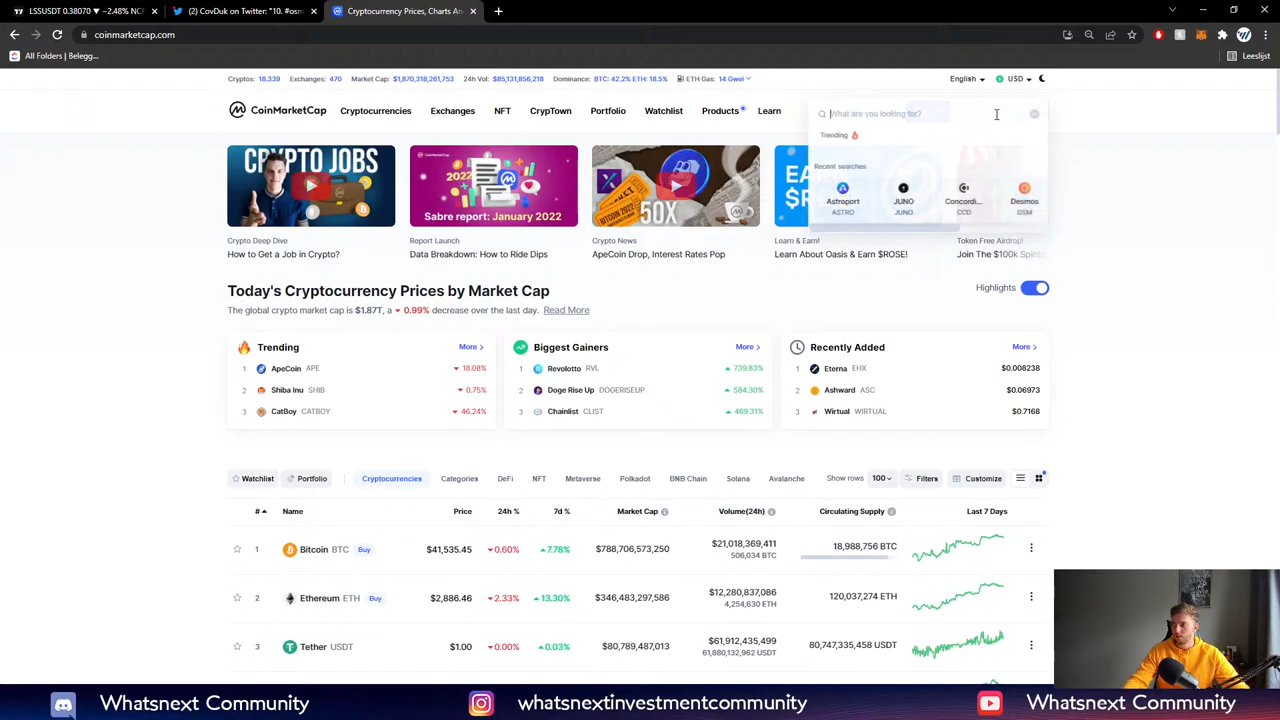 LSSUSDT 0.38070 ▼ −2.48% NICH
(2) CoDuk on Twitter: "10. #osm
Cryptocurrency Prices, Charts An
coinmarketcap.com
All Folders | Belegg...
Leeslijst
Cryptos: 18.339 Exchanges: 470 Market Cap: $1,870,318,261,753 24h Vol: $85,131,856,218 Dominance: BTC: 42.2% ETH: 18.5% ETH Gas: 14 Gwei
English USD
CoinMarketCap Cryptocurrencies Exchanges NFT CrypTown Portfolio Watchlist Products Learn
What are you looking for?
Trending
Recent searches
Astroport JUNO Concordi... Desmos
ASTRO JUNO CCD DSM
CRYPTO JOBS
CoinMarketCap
2022
Sabre report: January 2022
50X
EA
$R
Crypto Deep Dive
How to Get a Job in Crypto?
Report Launch
Data Breakdown: How to Ride Dips
Crypto News
ApeCoin Drop, Interest Rates Pop
Learn & Earn!
Learn About Oasis & Earn $ROSE!
Token Free Airdrop!
Join The $100k Spints
Today's Cryptocurrency Prices by Market Cap
Highlights
The global crypto market cap is $1.87T, a 0.99% decrease over the last day. Read More
Trending More
1 ApeCoin APE 18.08%
2 Shiba Inu SHIB 0.75%
3 CatBoy CATBOY 46.24%
Biggest Gainers More
1 Revolotto RVL 739.83%
2 Doge Rise Up DOGERISEUP 584.30%
3 Chainlist CLIST 469.31%
Recently Added More
1 Eterna EHX $0.008238
2 Ashward ASC $0.06973
3 Wirtual WIRTUAL $0.7168
Watchlist Portfolio Cryptocurrencies Categories DeFi NFT Metaverse Polkadot BNB Chain Solana Avalanche Show rows 100 Filters Customize
# Name Price 24h % 7d % Market Cap Volume(24h) Circulating Supply Last 7 Days
1 Bitcoin BTC Buy $41,535.45 0.60% 7.78% $788,706,573,250 $21,018,369,411 18,988,756 BTC
506,034 BTC
2 Ethereum ETH Buy $2,886.46 2.33% 13.30% $346,483,297,586 $12,280,837,086 120,037,274 ETH
4,254,630 ETH
3 Tether USDT $1.00 0.00% 0.03% $80,789,487,013 $61,912,435,499 80,747,335,458 USDT
61,880,132,962 USDT
Whatsnext Community whatsnextinvestmentcommunity Whatsnext Community